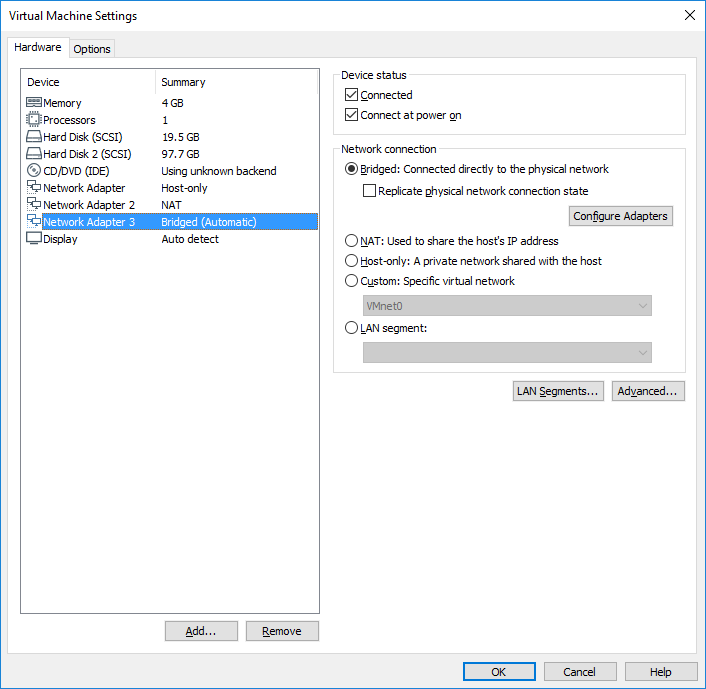 Virtual Machine Settings
Hardware
Options
Device Summary
Memory 4 GB
Processors 1
Hard Disk (SCSI) 19.5 GB
Hard Disk 2 (SCSI) 97.7 GB
CD/DVD (IDE) Using unknown backend
Network Adapter Host-only
Network Adapter 2 NAT
Network Adapter 3 Bridged (Automatic)
Display Auto detect
Add...
Remove
Device status
Connected
Connect at power on
Network connection
Bridged: Connected directly to the physical network
Replicate physical network connection state
Configure Adapters
NAT: Used to share the host's IP address
Host-only: A private network shared with the host
Custom: Specific virtual network
VMnet0
LAN segment:
LAN Segments...
Advanced...
OK
Cancel
Help